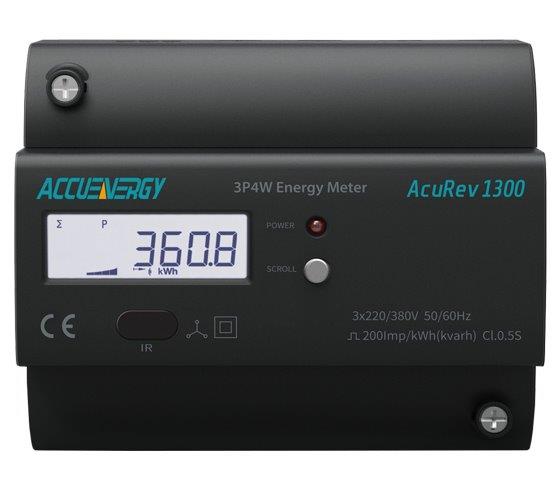 ACCUENERGY
3P4W Energy Meter
AcuRev 1300
Σ P
360.8
kWh
POWER
SCROLL
CE
IR
3x220/380V 50/60Hz
200Imp/kWh(kvarh) Cl.0.5S